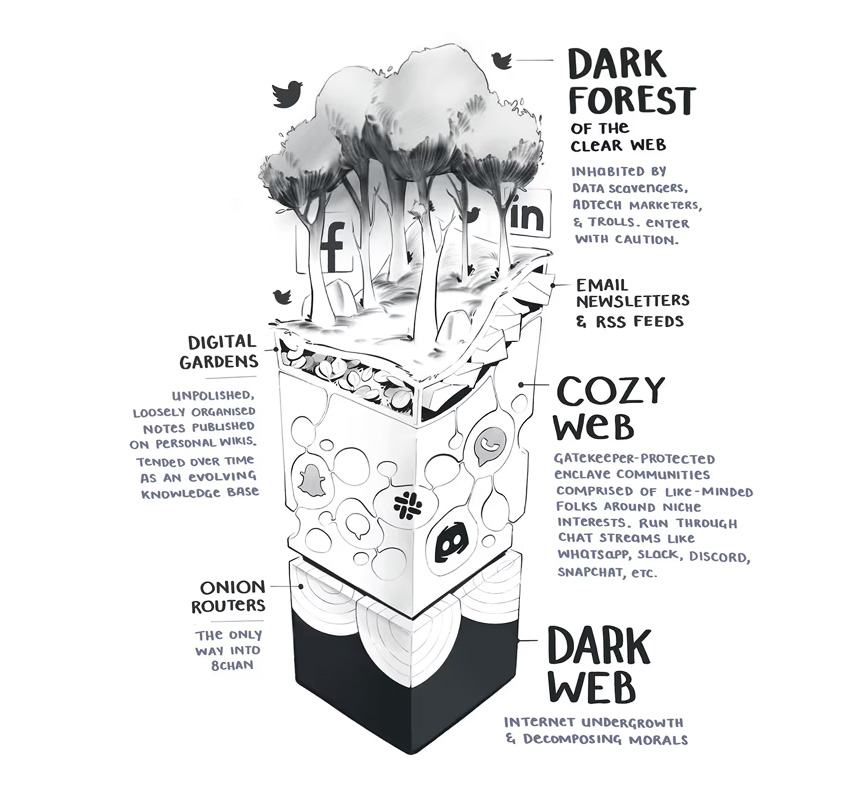 DARK
FOREST
OF THE
CLEAR WEB
INHABITED BY
DATA SCAVENGERS,
ADTECH MARKETERS,
& TROLLS. ENTER
WITH CAUTION.
f
in
EMAIL
NEWSLETTERS
& RSS FEEDS
DIGITAL
GARDENS
UNPOLISHED,
LOOSELY ORGANISED
NOTES PUBLISHED
ON PERSONAL WIKIS.
TENDED OVER TIME
AS AN EVOLVING
KNOWLEDGE BASE
COZY
WEB
GATEKEEPER-PROTECTED
ENCLAVE COMMUNITIES
COMPRISED OF LIKE-MINDED
FOLKS AROUND NICHE
INTERESTS. RUN THROUGH
CHAT STREAMS LIKE
WHATSAPP, SLACK, DISCORD,
SNAPCHAT, ETC.
ONION
ROUTERS
THE ONLY
WAY INTO
8CHAN
DARK
WEB
INTERNET UNDERGROWTH
& DECOMPOSING MORALS